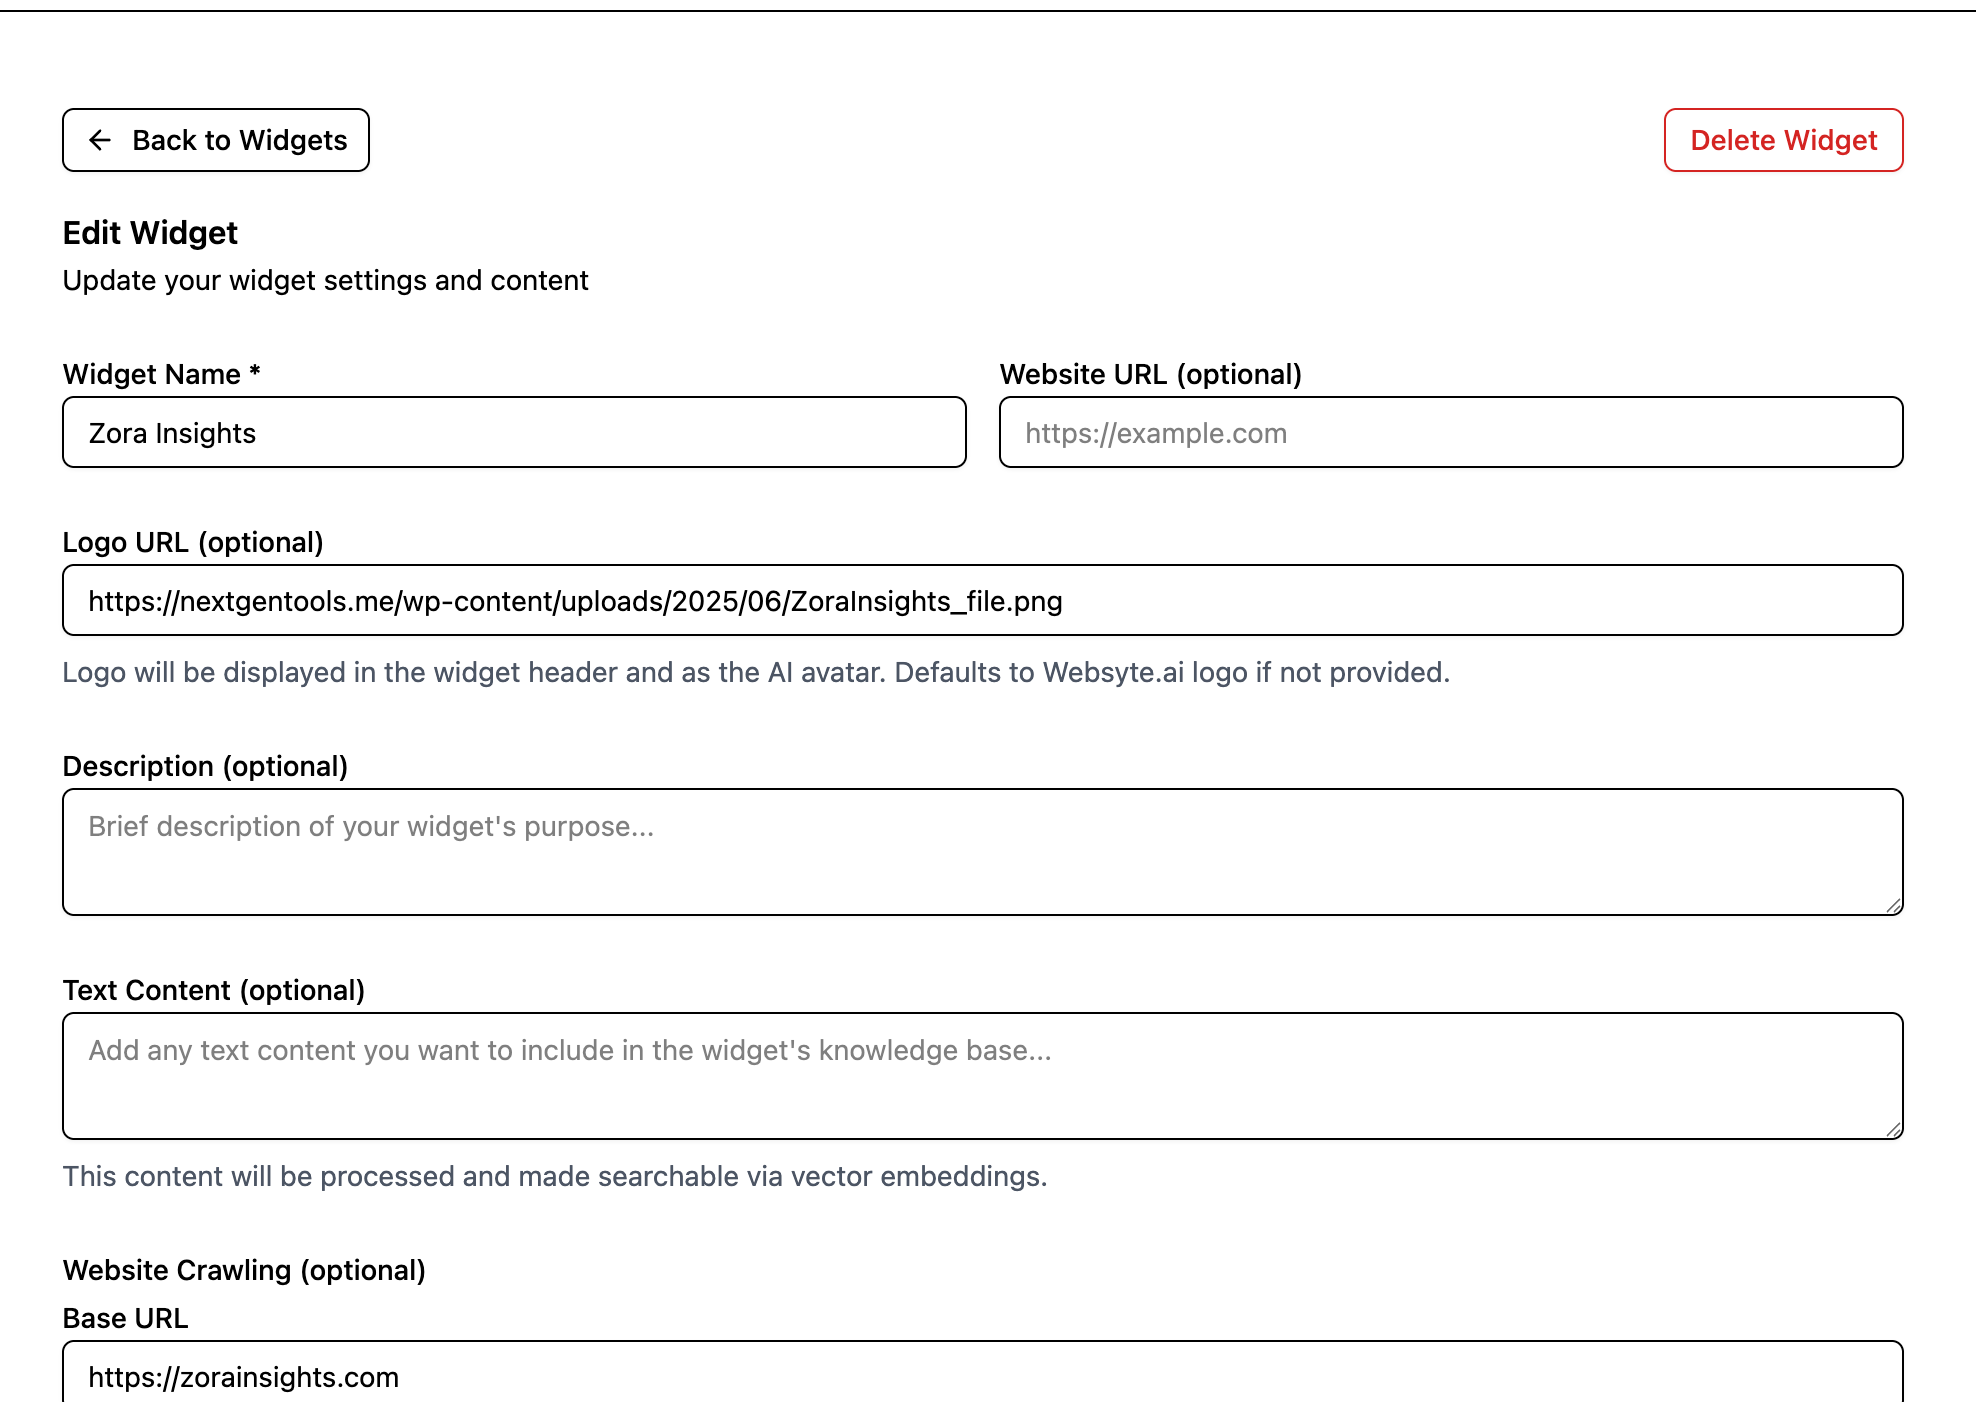 Back to Widgets
Delete Widget
Edit Widget
Update your widget settings and content
Widget Name *
Website URL (optional)
Zora Insights
https://example.com
Logo URL (optional)
https://nextgentools.me/wp-content/uploads/2025/06/ZoraInsights_file.png
Logo will be displayed in the widget header and as the AI avatar. Defaults to Websyte.ai logo if not provided.
Description (optional)
Brief description of your widget's purpose...
Text Content (optional)
Add any text content you want to include in the widget's knowledge base...
This content will be processed and made searchable via vector embeddings.
Website Crawling (optional)
Base URL
https://zorainsights.com